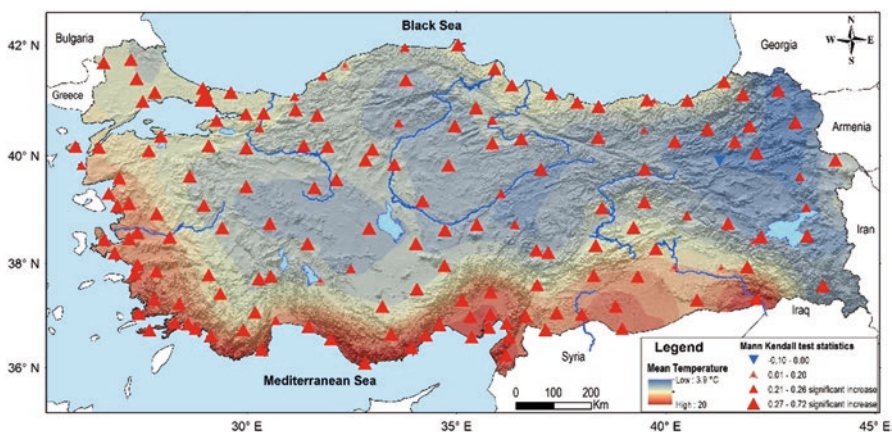 Black Sea
Bulgaria
42° N
N
W E
S
Georgia
Greece
Armenia
40° N
Iran
38° N
Iraq
Syria
36° N
Mediterranean Sea
Legend
Mean Temperature
Low : 3.9 °C
High : 20
Mann Kendall test statistics
-0,10 - 0.00
0.01 - 0.20
0.21 - 0.26 significant increase
0.27 - 0.72 significant increase
0 100 200
Km
30° E
35° E
40° E
45° E